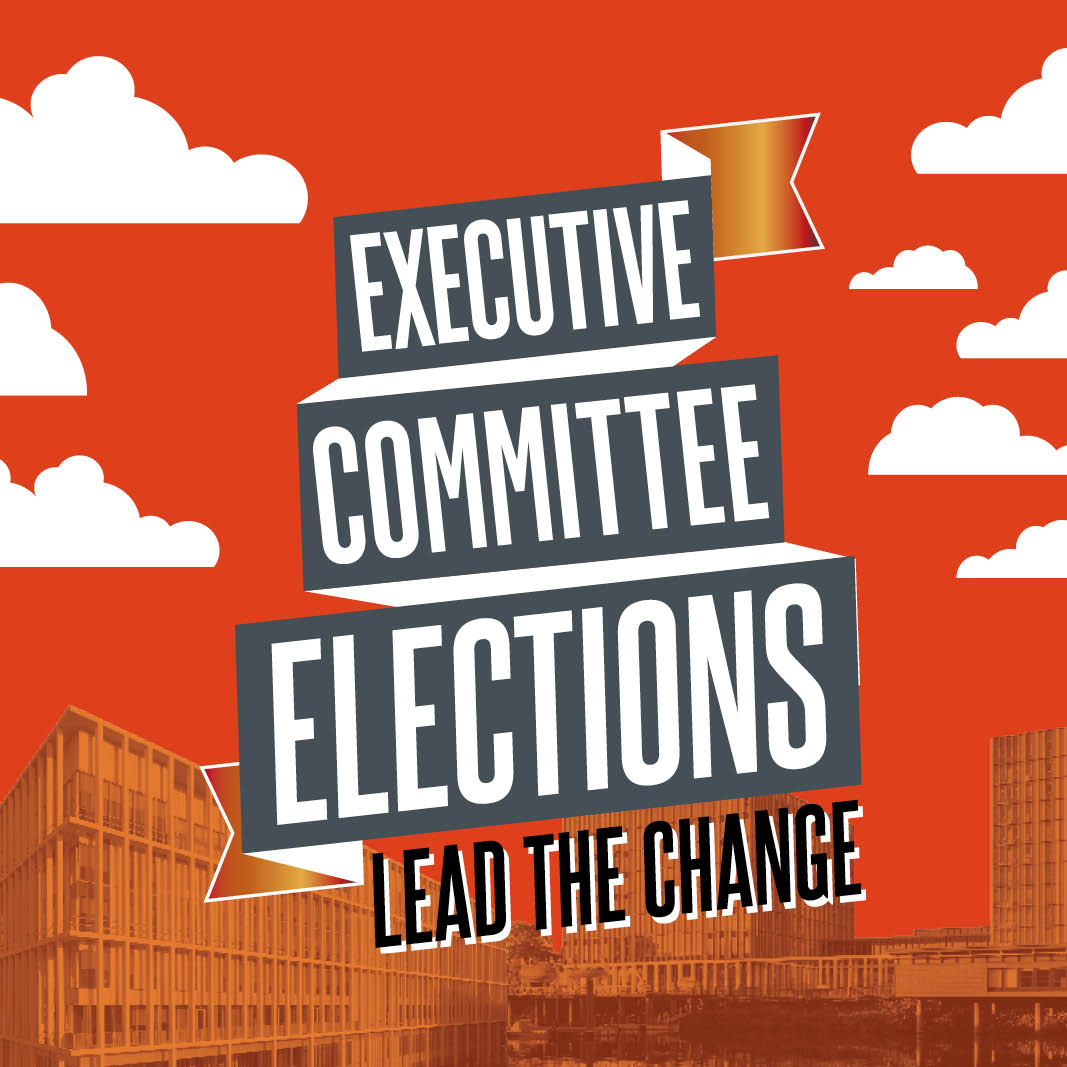 EXECUTIVE
COMMITTEE
ELECTIONS
LEAD THE CHANGE